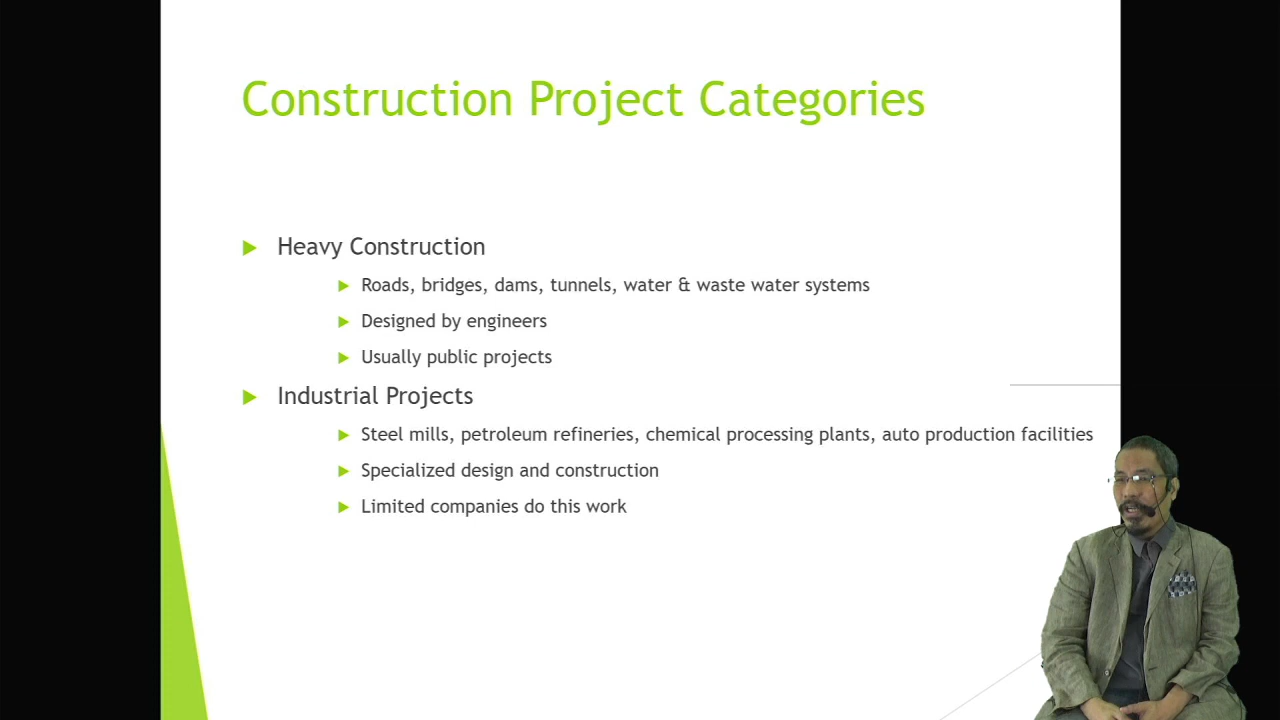 Construction Project Categories
Heavy Construction
Roads, bridges, dams, tunnels, water & waste water systems
Designed by engineers
Usually public projects
Industrial Projects
Steel mills, petroleum refineries, chemical processing plants, auto production facilities
Specialized design and construction
Limited companies do this work